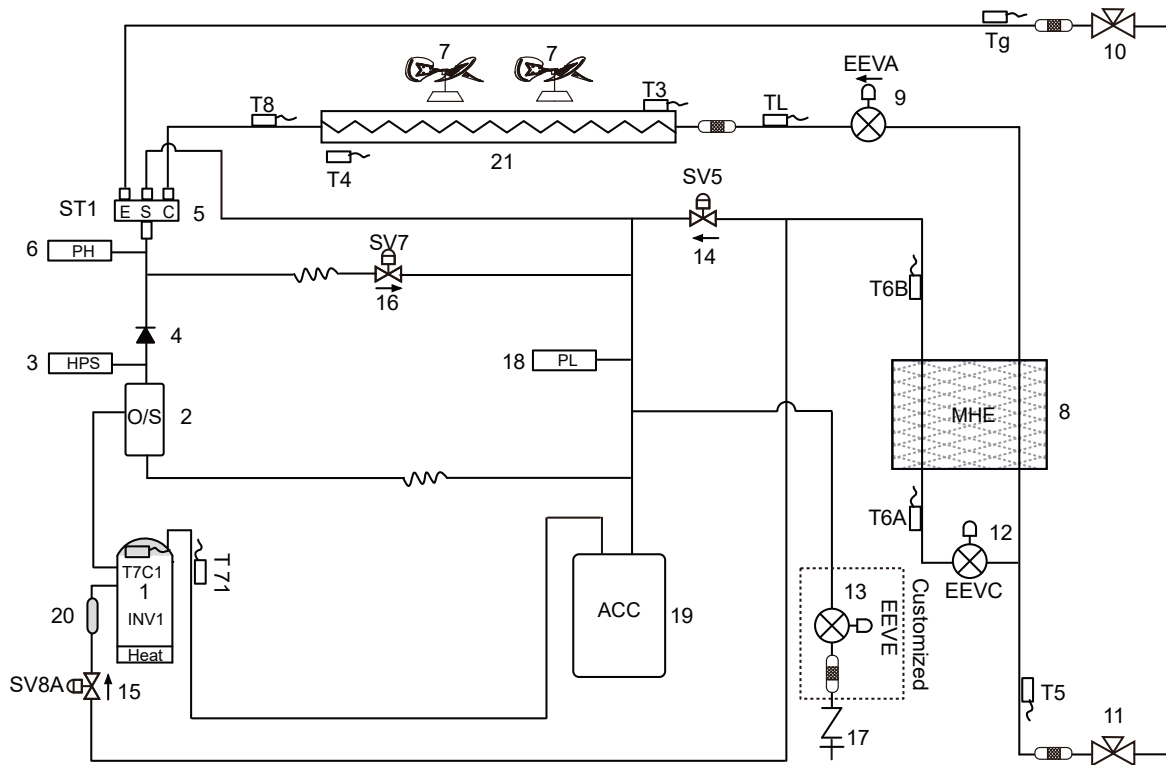 Tg
10
7 7
EEVA
9
T8
T3
TL
21
T4
ST1
E S C
5
SV5
14
6
PH
SV7
16
T6B
4
3
HPS
18
PL
O/S
2
MHE
8
T6A
12
EEVC
T7C1
1
INV1
Heat
T71
20
ACC
19
13
EEVE
Customized
SV8A
15
17
T5
11